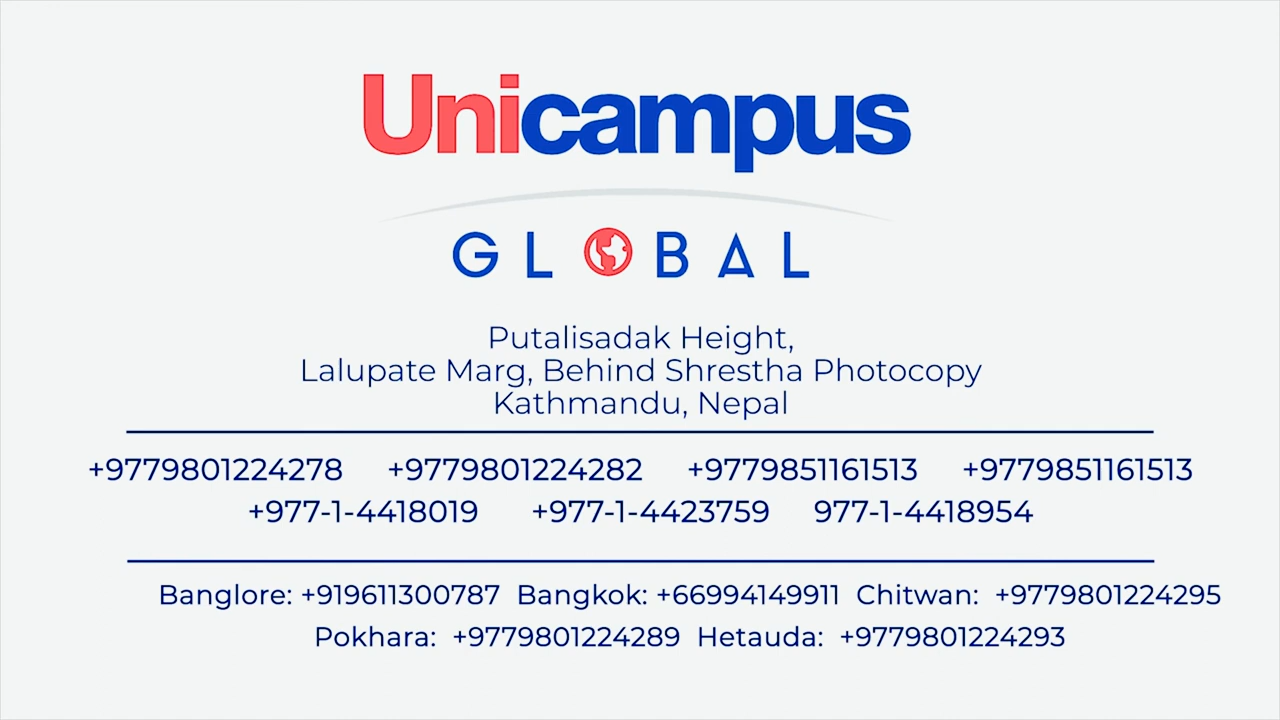 Unicampus
GLOBAL
Putalisadak Height,
Lalupate Marg, Behind Shrestha Photocopy
Kathmandu, Nepal
+9779801224278 +9779801224282 +9779851161513 +9779851161513
+977-1-4418019 +977-1-4423759 977-1-4418954
Banglore: +919611300787 Bangkok: +66994149911 Chitwan: +9779801224295
Pokhara: +9779801224289 Hetauda: +9779801224293